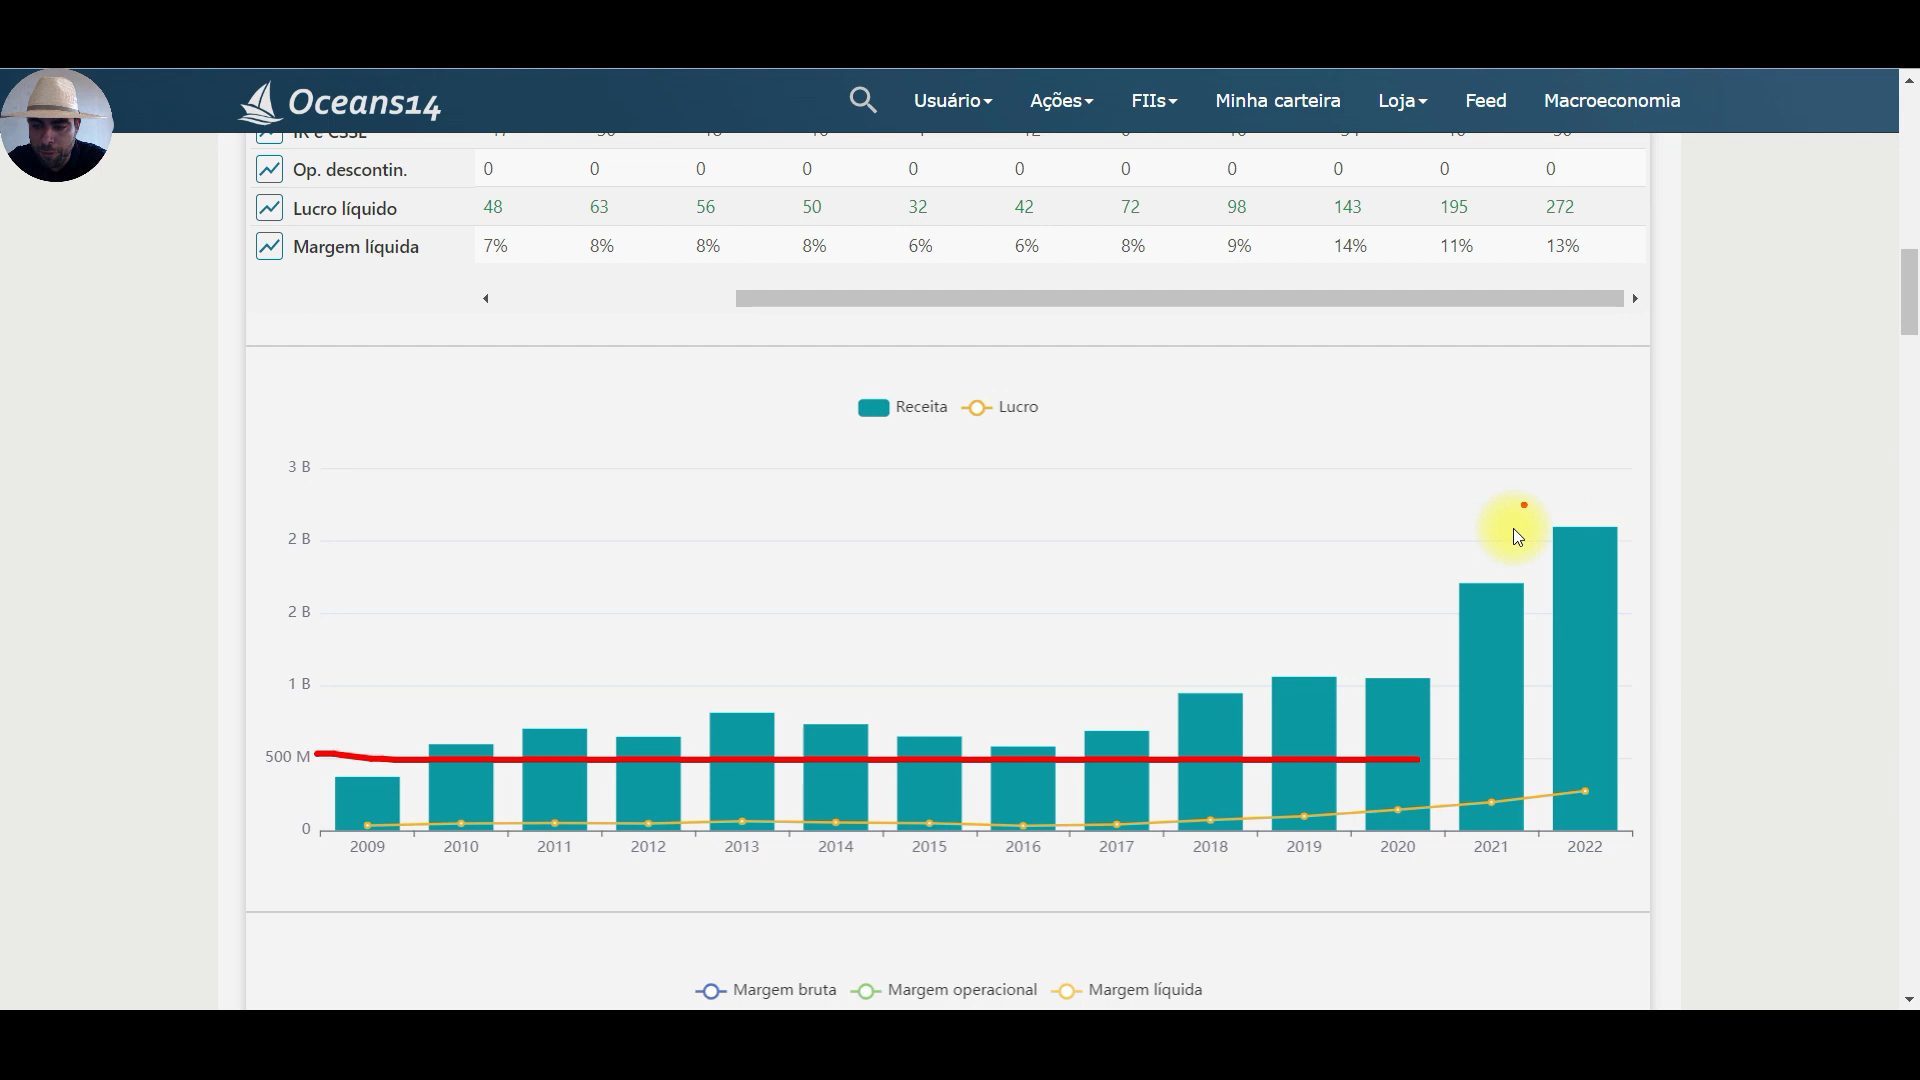 Oceans14
Usuário Ações FIIs Minha carteira Loja Feed Macroeconomia
IR e CSSL
Op. descontin. 0 0 0 0 0 0 0 0 0 0 0
Lucro líquido 48 63 56 50 32 42 72 98 143 195 272
Margem líquida 7% 8% 8% 8% 6% 6% 8% 9% 14% 11% 13%
Receita Lucro
3 B
2 B
2 B
1 B
500 M
0
2009 2010 2011 2012 2013 2014 2015 2016 2017 2018 2019 2020 2021 2022
Margem bruta Margem operacional Margem líquida